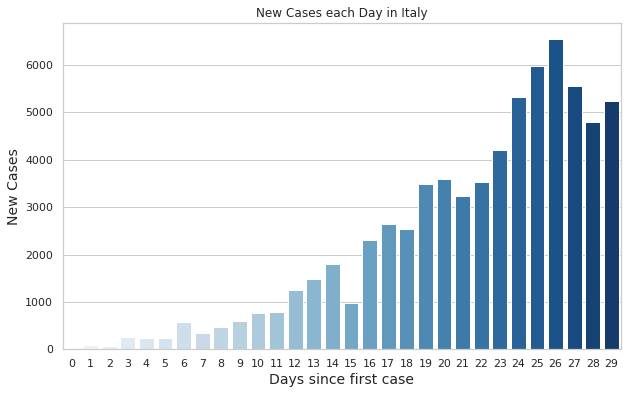 New Cases each Day in Italy
New Cases
6000
5000
4000
3000
2000
1000
0
0 1 2 3 4 5 6 7 8 9 10 11 12 13 14 15 16 17 18 19 20 21 22 23 24 25 26 27 28 29
Days since first case